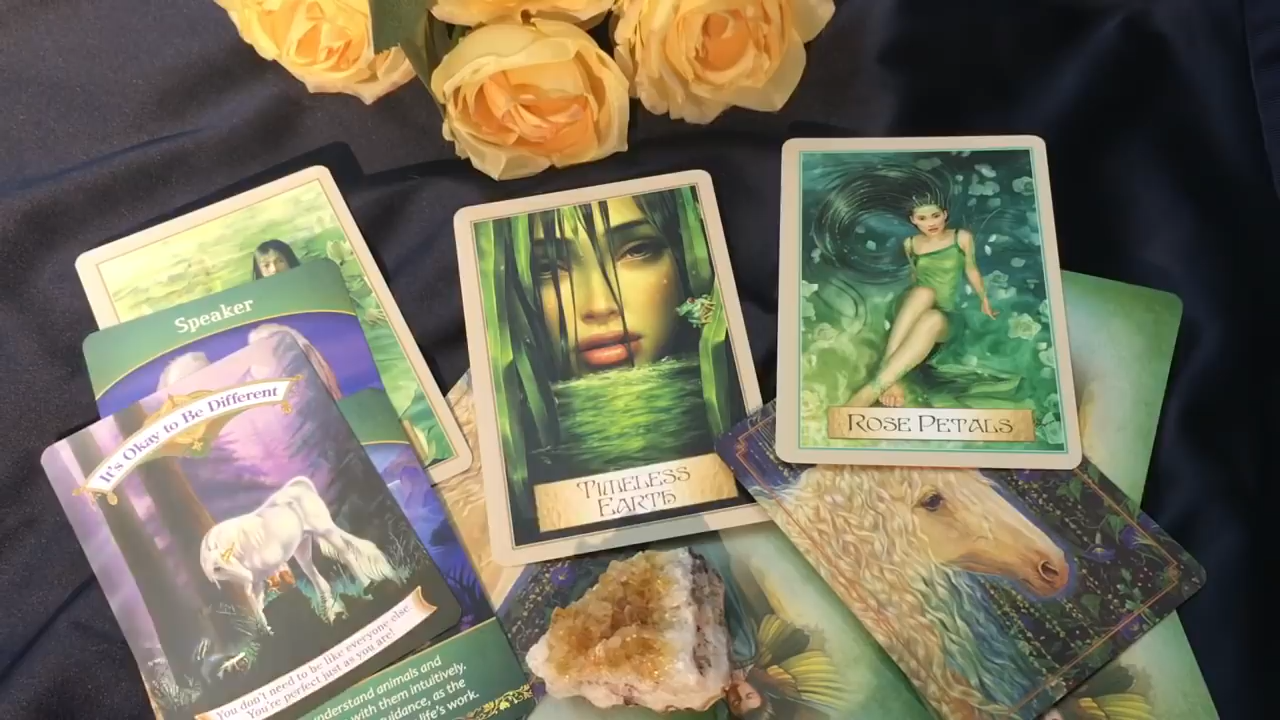 Speaker
It's Okay to Be Different
You don't need to be like everyone else.
You're perfect just as you are!
understand animals and
with them intuitively.
guidance, as the
life's work.
TIMELESS
EARTH
ROSE PETALS